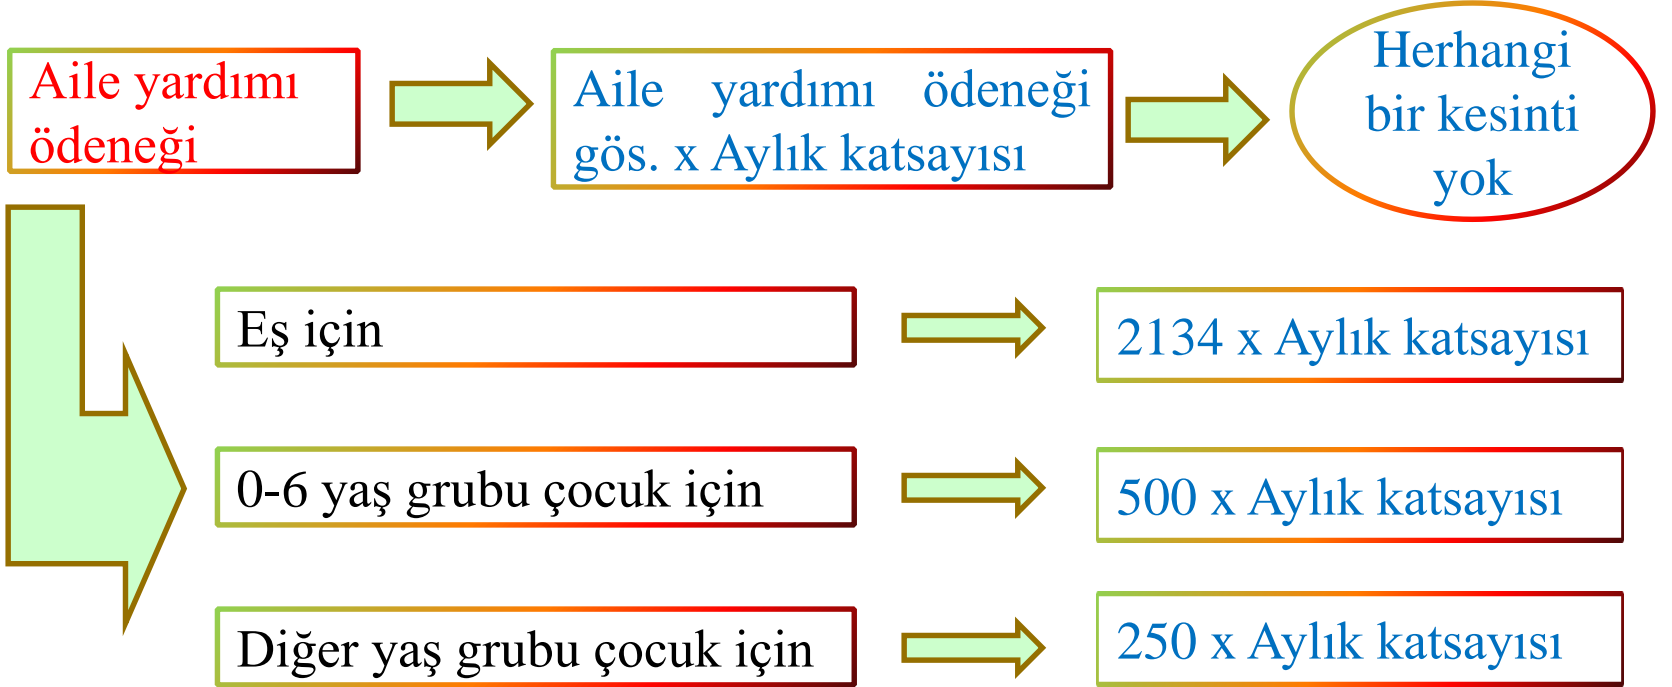 Aile yardımı
ödeneği
Aile yardımı ödeneği
gös. x Aylık katsayısı
Herhangi
bir kesinti
yok
Eş için
2134 x Aylık katsayısı
0-6 yaş grubu çocuk için
500 x Aylık katsayısı
Diğer yaş grubu çocuk için
250 x Aylık katsayısı